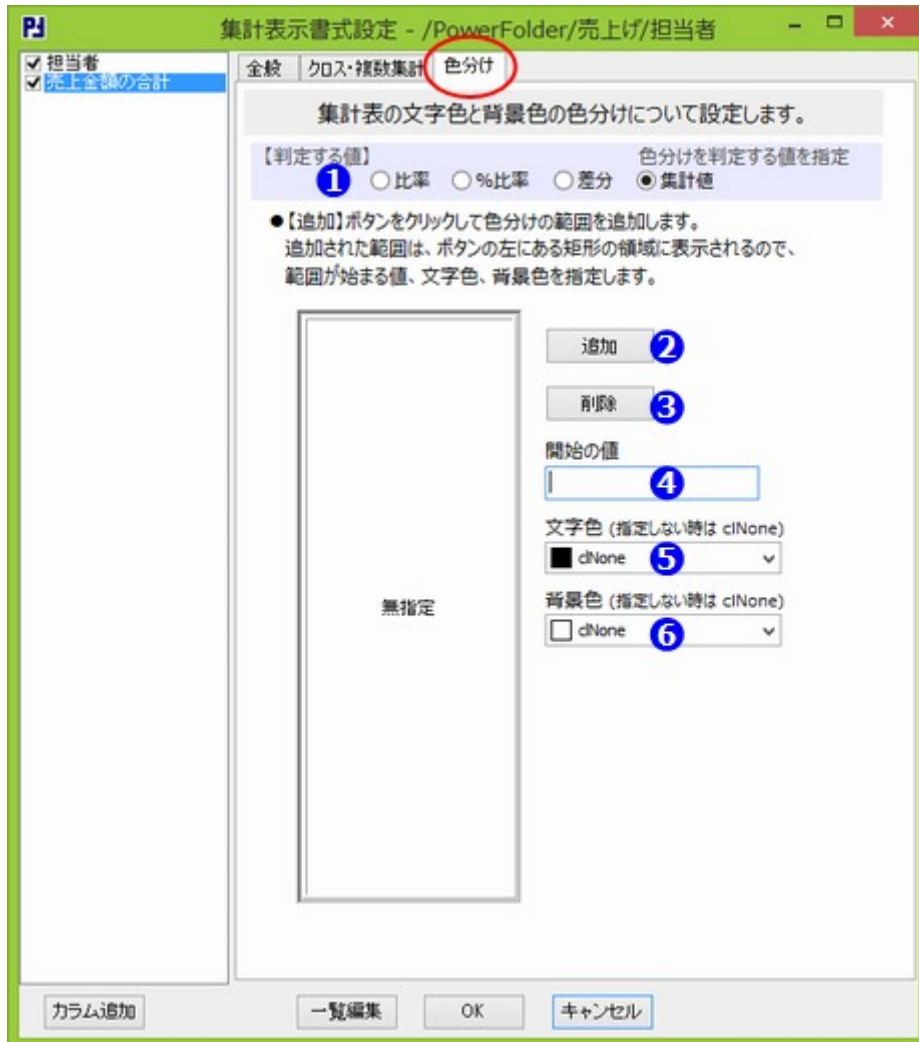 集計表示書式設定 - /PowerFolder/売上げ/担当者
担当者
売上金額の合計
全般 クロス・複数集計 色分け
集計表の文字色と背景色の色分けについて設定します。
【判定する値】 色分けを判定する値を指定
1 比率 %比率 差分 集計値
●【追加】ボタンをクリックして色分けの範囲を追加します。
追加された範囲は、ボタンの左にある矩形の領域に表示されるので、
範囲が始まる値、文字色、背景色を指定します。
追加 2
削除 3
開始の値
4
文字色 (指定しない時は clNone)
clNone 5
無指定
背景色 (指定しない時は clNone)
clNone 6
カラム追加 一覧編集 OK キャンセル